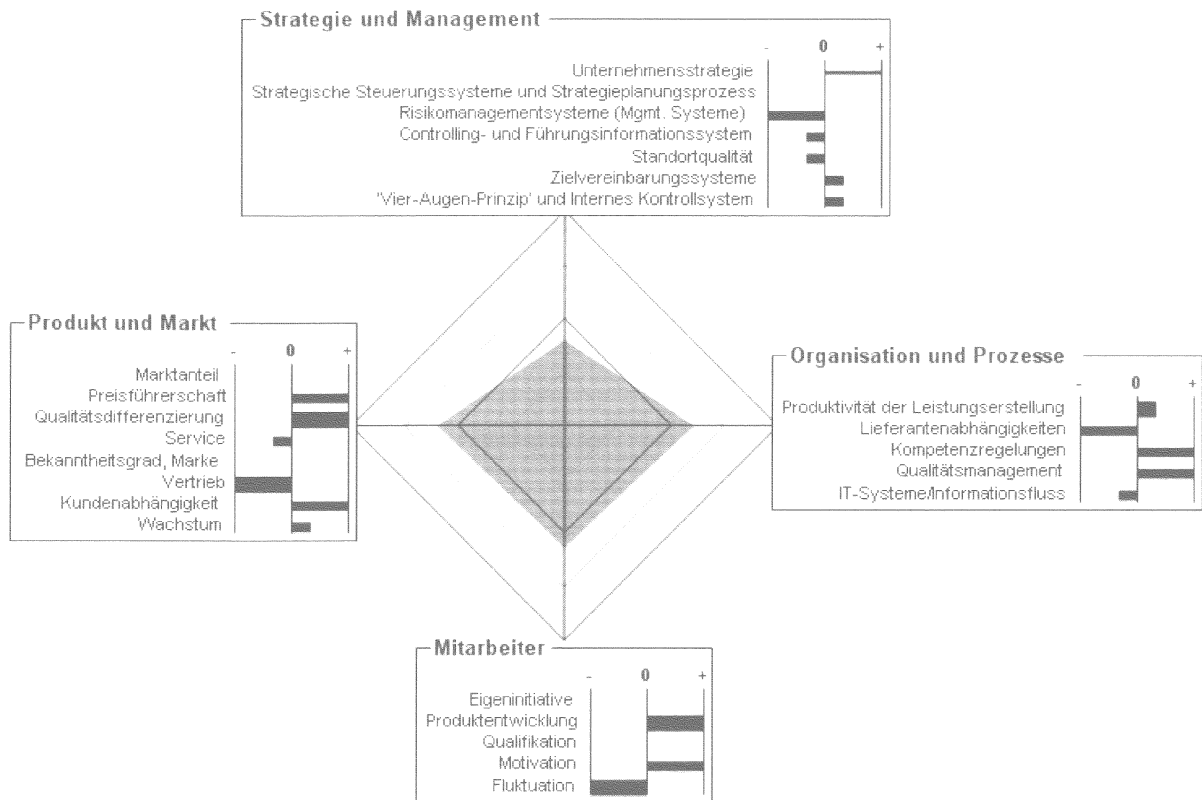 Strategie und Management
- 0 +
Unternehmensstrategie
Strategische Steuerungssysteme und Strategieplanungsprozess
Risikomanagementsysteme (Mgmt. Systeme)
Controlling- und Führungsinformationssystem
Standortqualität
Zielvereinbarungssysteme
'Vier-Augen-Prinzip' und Internes Kontrollsystem
Produkt und Markt
- 0 +
Marktanteil
Preisführerschaft
Qualitätsdifferenzierung
Service
Bekanntheitsgrad, Marke
Vertrieb
Kundenabhängigkeit
Wachstum
Organisation und Prozesse
- 0 +
Produktivität der Leistungserstellung
Lieferantenabhängigkeiten
Kompetenzregelungen
Qualitätsmanagement
IT-Systeme/Informationsfluss
Mitarbeiter
- 0 +
Eigeninitiative
Produktentwicklung
Qualifikation
Motivation
Fluktuation